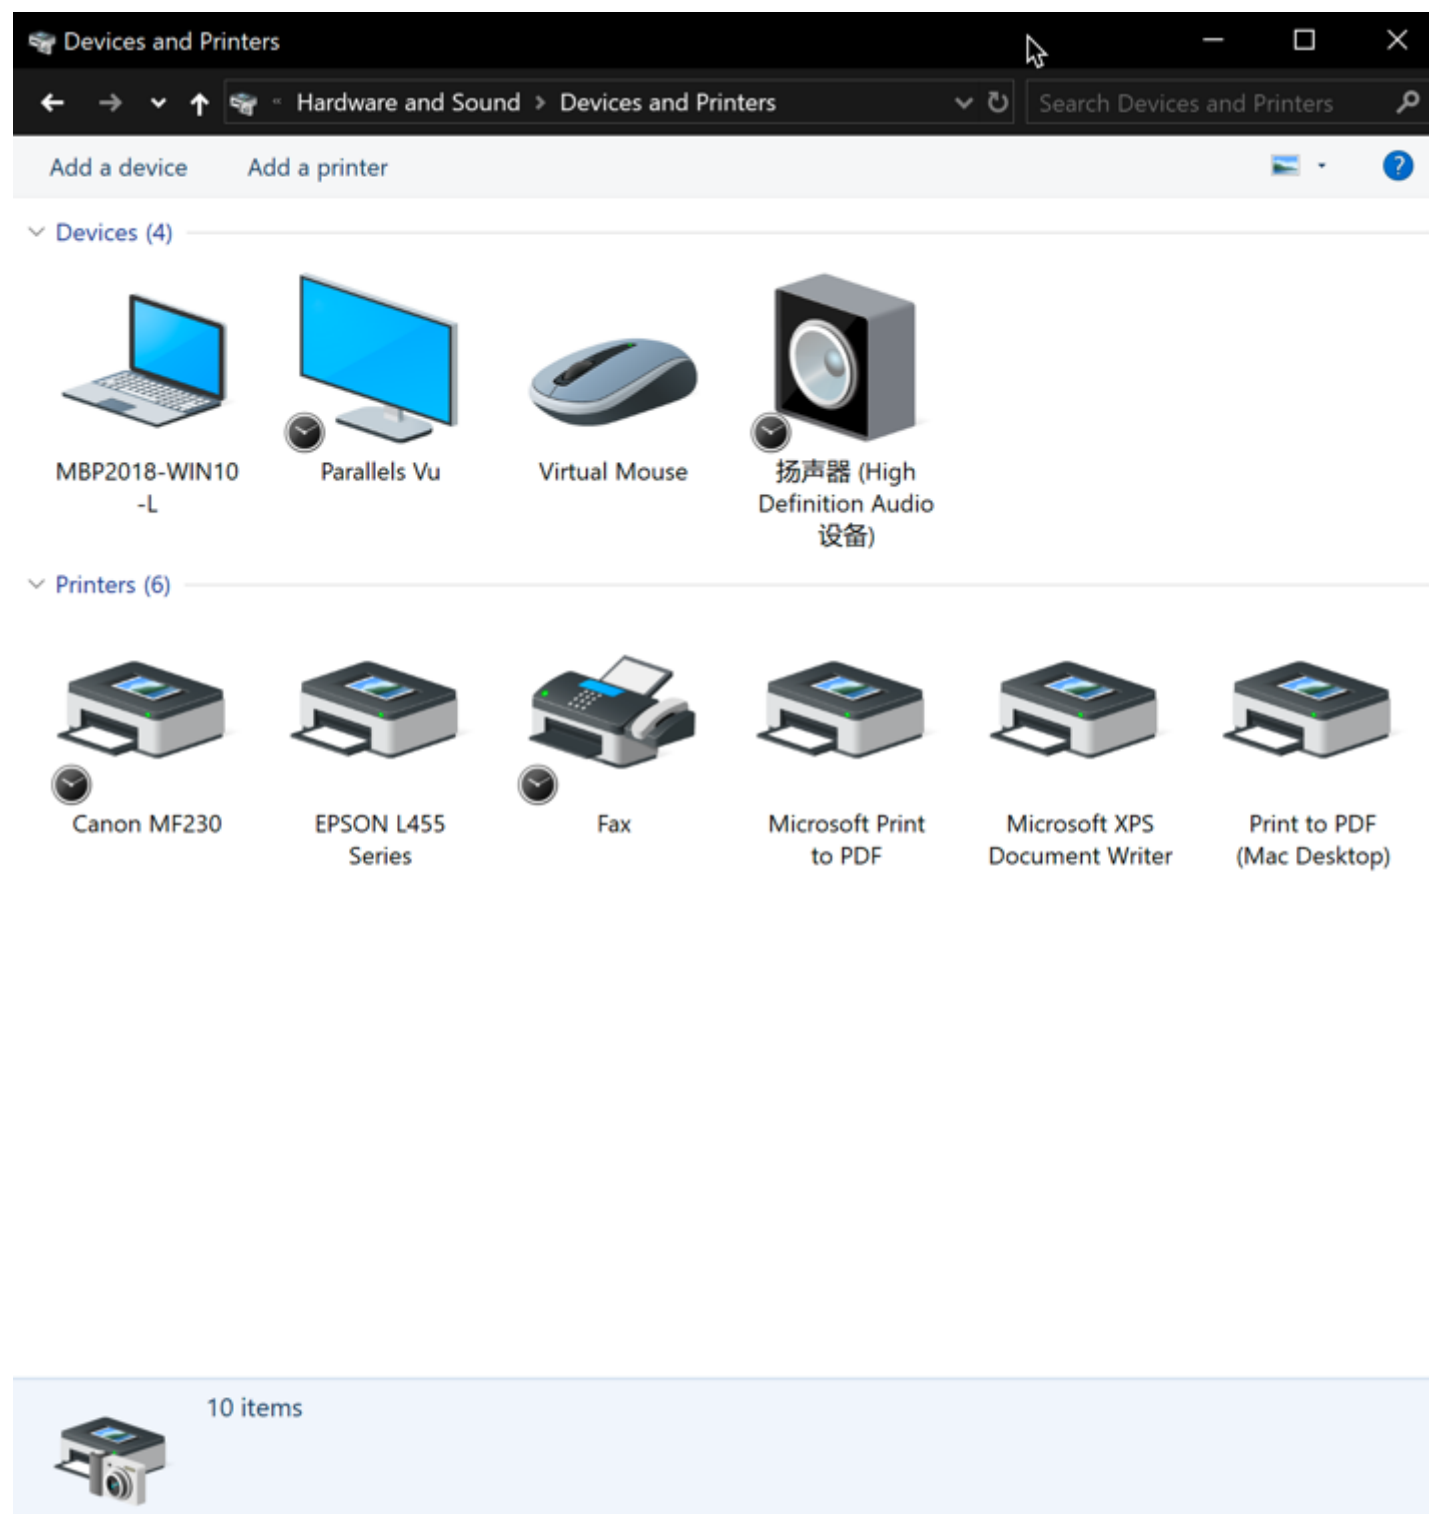 Devices and Printers
« Hardware and Sound > Devices and Printers
Search Devices and Printers
Add a device
Add a printer
?
Devices (4)
MBP2018-WIN10
-L
Parallels Vu
Virtual Mouse
扬声器 (High
Definition Audio
设备)
Printers (6)
Canon MF230
EPSON L455
Series
Fax
Microsoft Print
to PDF
Microsoft XPS
Document Writer
Print to PDF
(Mac Desktop)
10 items